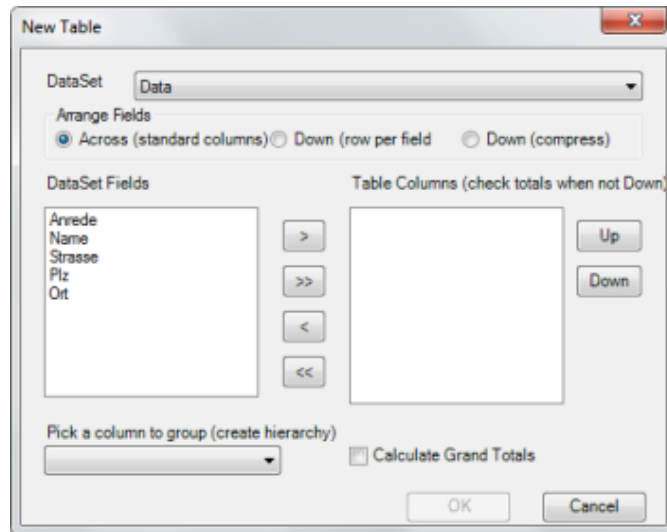 New Table
DataSet
Data
Arrange Fields
Across (standard columns)
Down (row per field
Down (compress)
DataSet Fields
Table Columns (check totals when not Down)
Anrede
Name
Strasse
Plz
Ort
>
>>
<
<<
Up
Down
Pick a column to group (create hierarchy)
Calculate Grand Totals
OK
Cancel